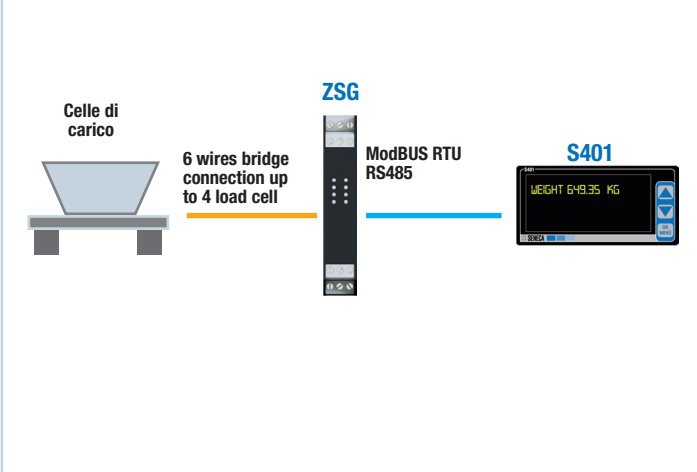 ZSG
Celle di
carico
6 wires bridge
connection up
to 4 load cell
ModBUS RTU
RS485
S401
S401
WEIGHT 649.35 KG
OK
MENU
SENECA